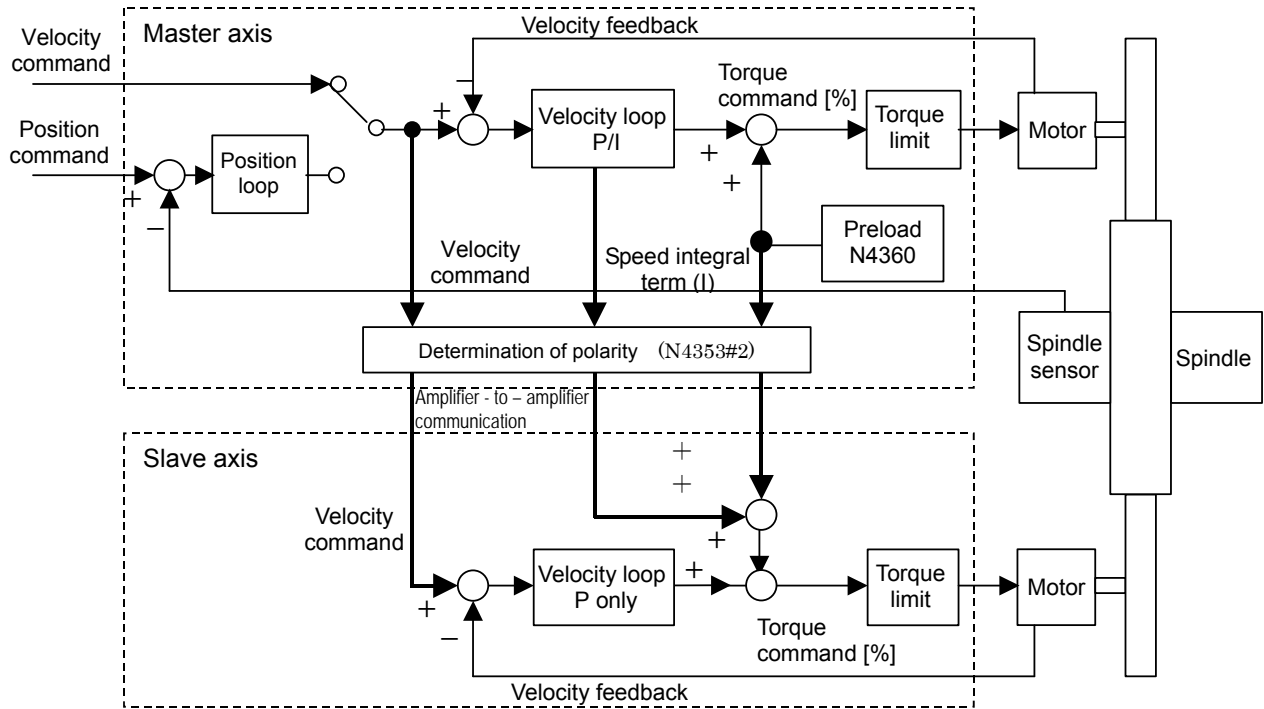 Master axis
Velocity feedback
Velocity
command
Position
command
+
−
Position
loop
+
−
Velocity loop
P/I
Torque
command [%]
+
+
Torque
limit
Motor
Velocity
command
Speed integral
term (I)
Preload
N4360
Determination of polarity (N4353#2)
Spindle
sensor
Spindle
Amplifier - to – amplifier
communication
Slave axis
+
+
Velocity
command
+
−
Velocity loop
P only
+
+
Torque
limit
Motor
Torque
command [%]
Velocity feedback